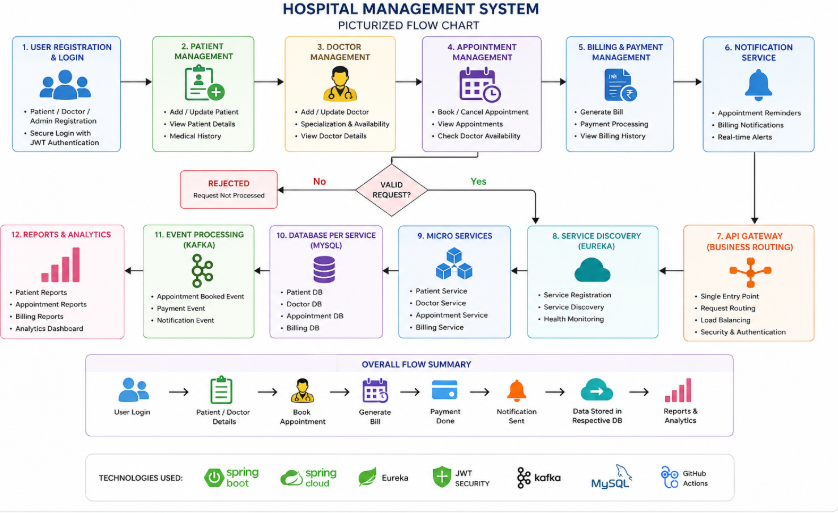 HOSPITAL MANAGEMENT SYSTEM
PICTURIZED FLOW CHART
1. USER REGISTRATION
& LOGIN
• Patient / Doctor /
Admin Registration
• Secure Login with
JWT Authentication
2. PATIENT
MANAGEMENT
• Add / Update Patient
• View Patient Details
• Medical History
3. DOCTOR
MANAGEMENT
• Add / Update Doctor
• Specialization & Availability
• View Doctor Details
4. APPOINTMENT
MANAGEMENT
• Book / Cancel Appointment
• View Appointments
• Check Doctor Availability
5. BILLING & PAYMENT
MANAGEMENT
₹
• Generate Bill
• Payment Processing
• View Billing History
6. NOTIFICATION
SERVICE
• Appointment Reminders
• Billing Notifications
• Real-time Alerts
REJECTED
Request Not Processed
No
VALID
REQUEST?
Yes
12. REPORTS & ANALYTICS
• Patient Reports
• Appointment Reports
• Billing Reports
• Analytics Dashboard
11. EVENT PROCESSING
(KAFKA)
• Appointment Booked Event
• Payment Event
• Notification Event
10. DATABASE PER SERVICE
(MYSQL)
• Patient DB
• Doctor DB
• Appointment DB
• Billing DB
9. MICRO SERVICES
• Patient Service
• Doctor Service
• Appointment Service
• Billing Service
8. SERVICE DISCOVERY
(EUREKA)
• Service Registration
• Service Discovery
• Health Monitoring
7. API GATEWAY
(BUSINESS ROUTING)
• Single Entry Point
• Request Routing
• Load Balancing
• Security & Authentication
OVERALL FLOW SUMMARY
User Login
Patient / Doctor
Details
Book
Appointment
Generate
Bill
Payment
Done
Notification
Sent
Data Stored in
Respective DB
Reports &
Analytics
TECHNOLOGIES USED:
spring
boot
spring
cloud
Eureka
JWT
SECURITY
kafka
MySQL
GitHub
Actions